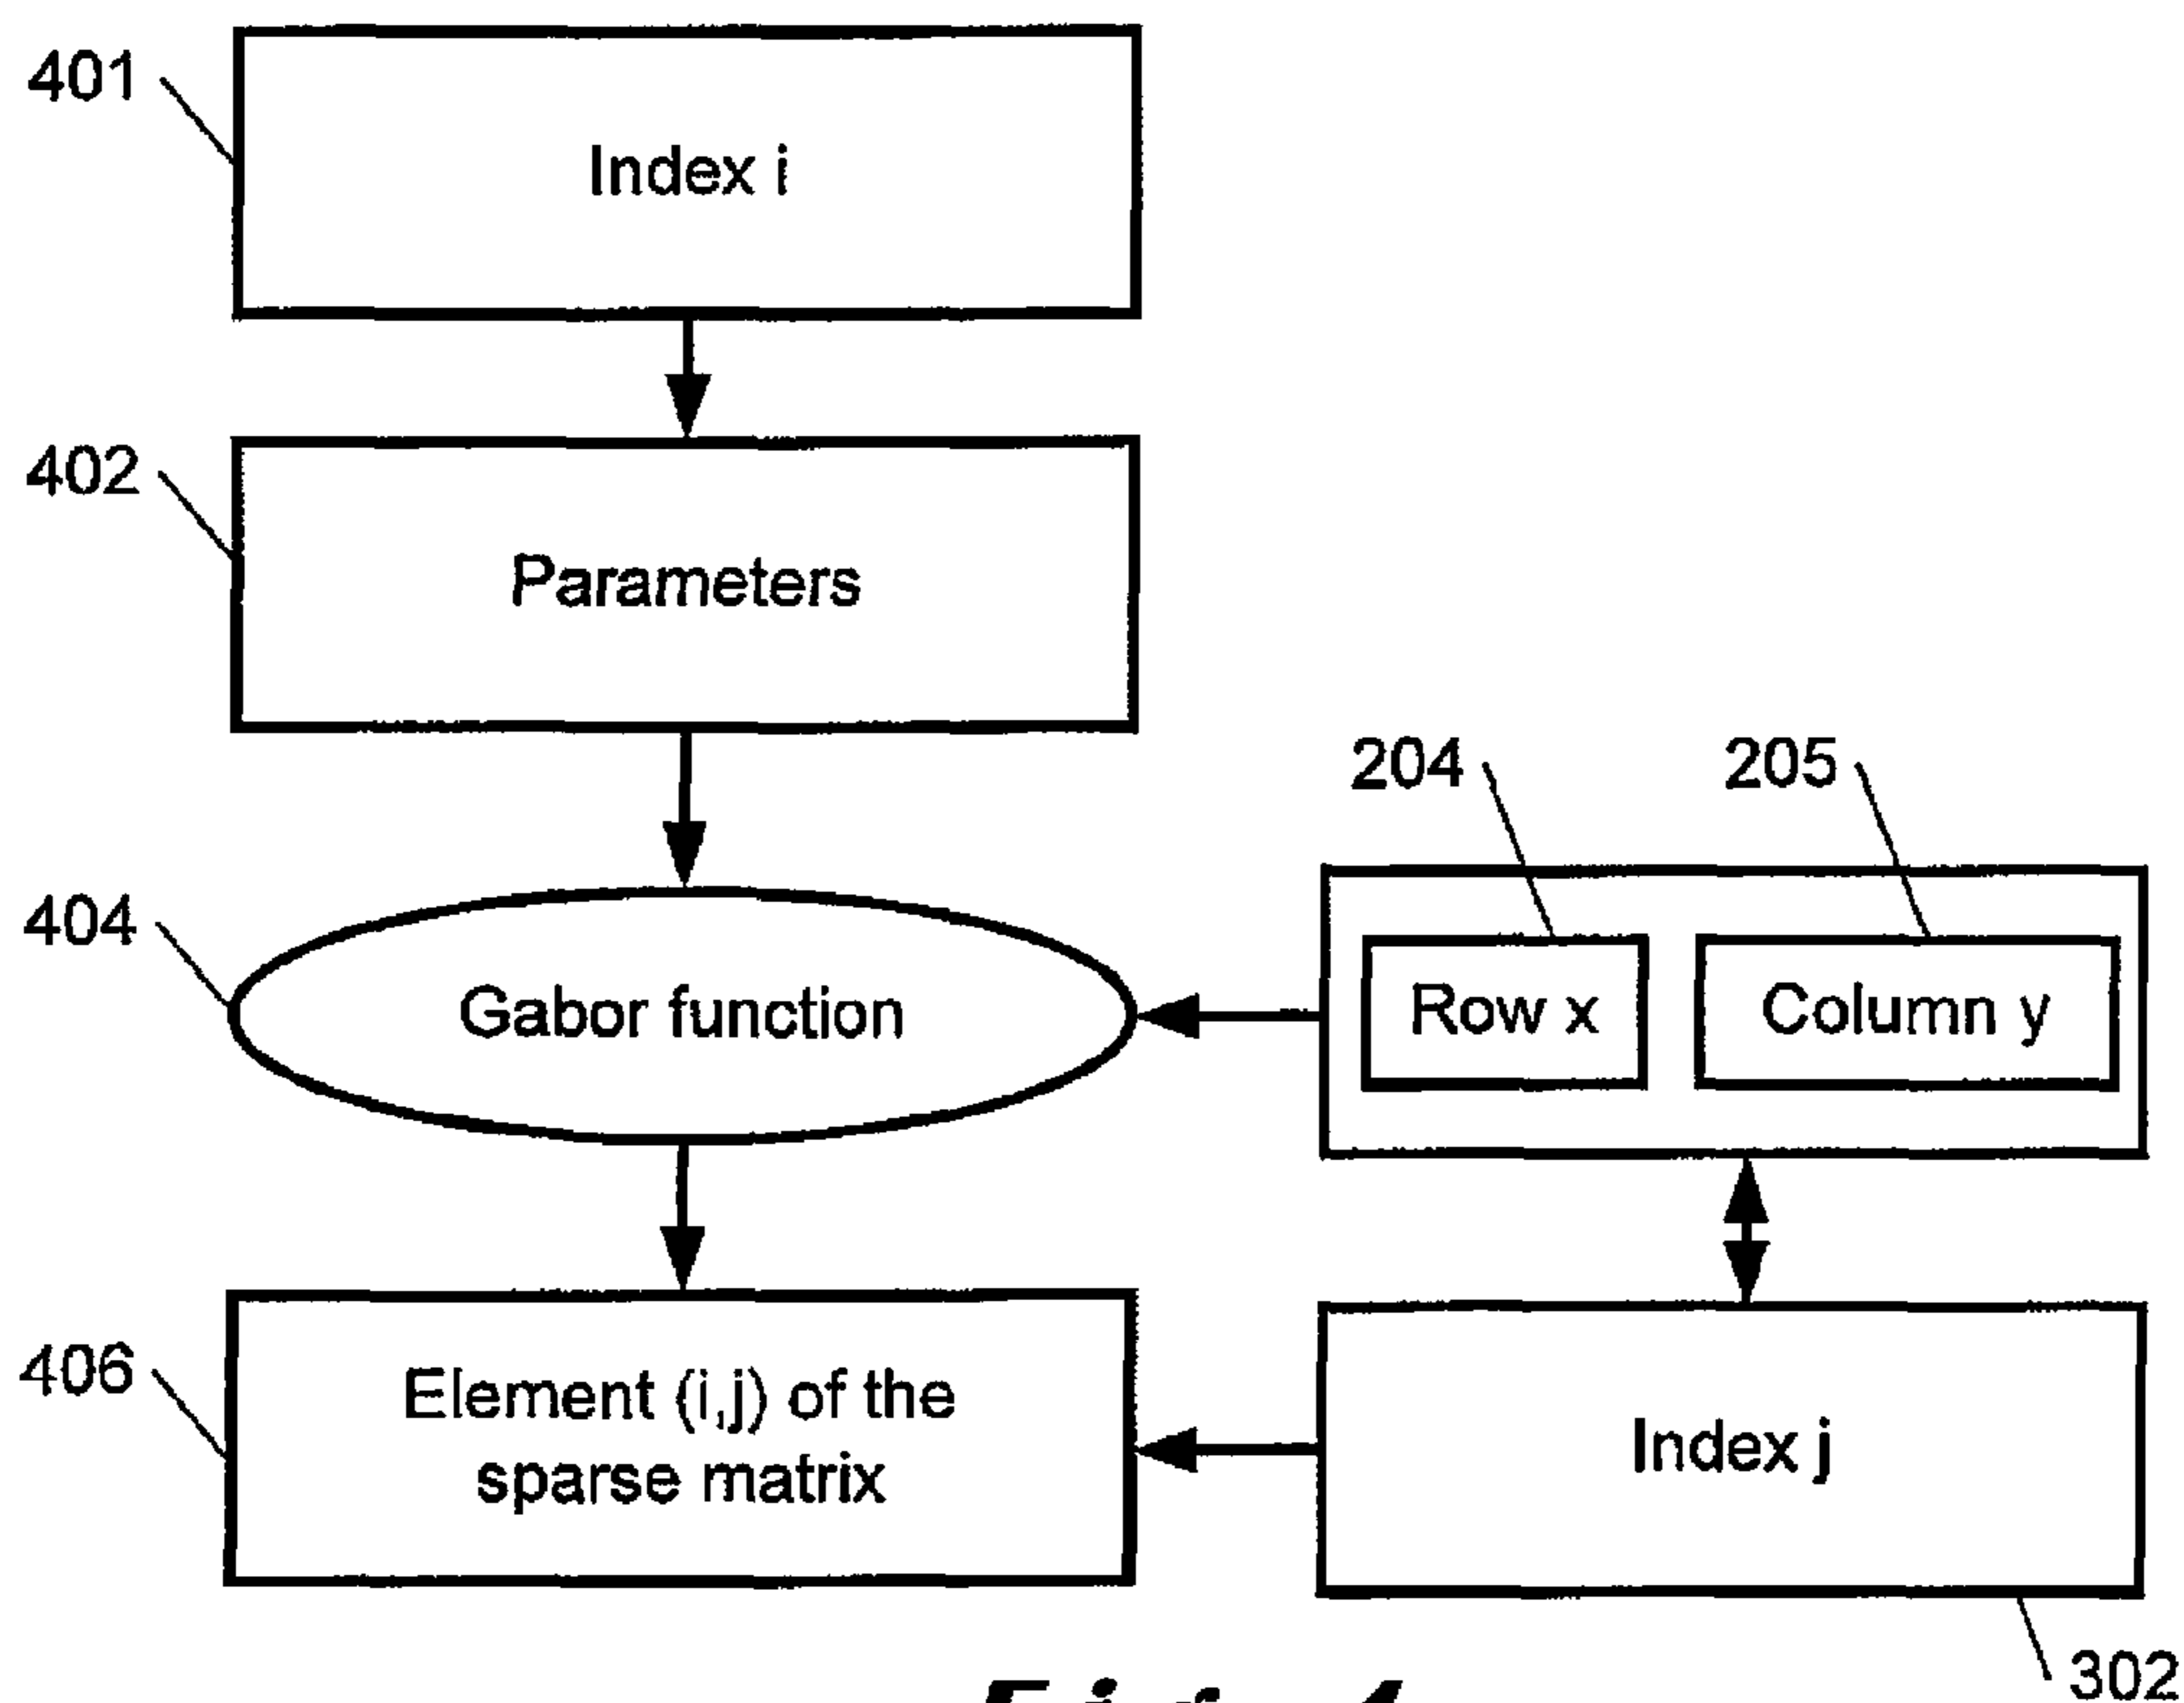 401
Index i
402
Parameters
204
205
404
Gabor function
Row x
Column y
406
Element (i,j) of the
sparse matrix
Index j
302